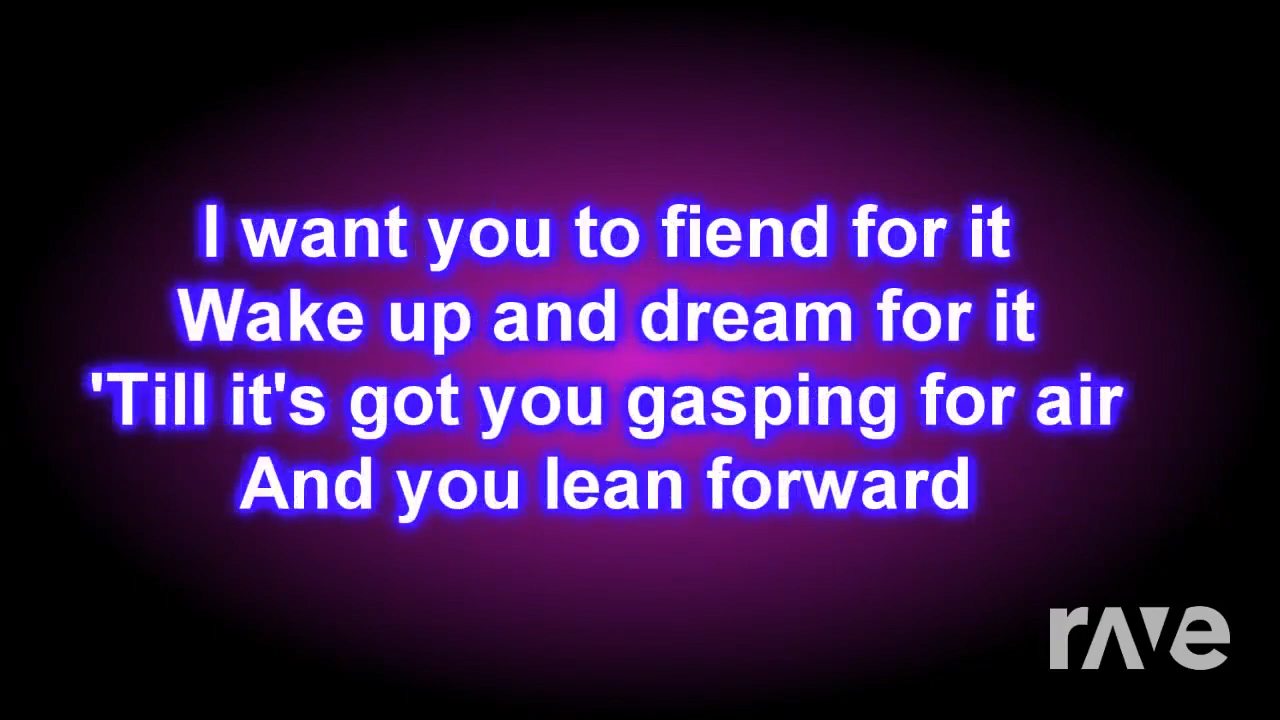 I want you to fiend for it
Wake up and dream for it
'Till it's got you gasping for air
And you lean forward
rave